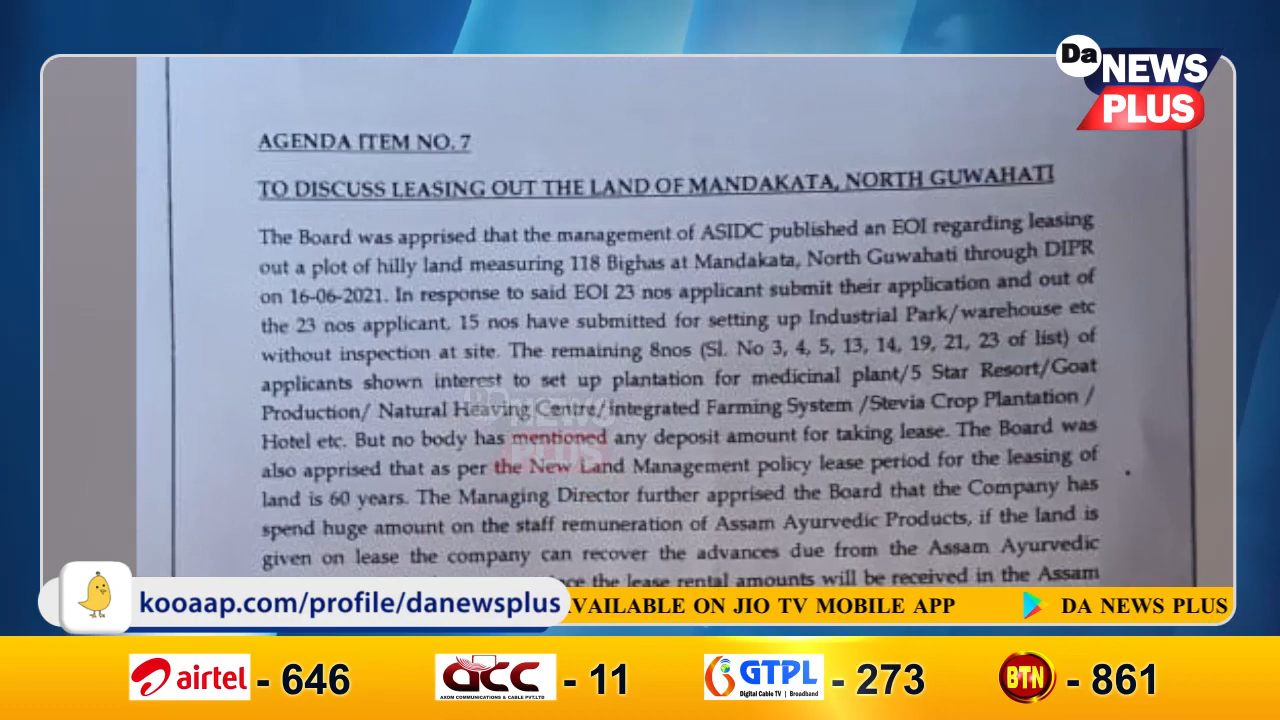 Da
NEWS
PLUS
AGENDA ITEM NO. 7
TO DISCUSS LEASING OUT THE LAND OF MANDAKATA, NORTH GUWAHATI
The Board was apprised that the management of ASIDC published an EOI regarding leasing
out a plot of hilly land measuring 118 Bighas at Mandakata, North Guwahati through DIPR
on 16-06-2021. In response to said EOI 23 nos applicant submit their application and out of
the 23 nos applicant, 15 nos have submitted for setting up Industrial Park/warehouse etc
without inspection at site. The remaining 8nos (Sl. No 3, 4, 5, 13, 14, 19, 21, 23 of list) of
applicants shown interest to set up plantation for medicinal plant/5 Star Resort/Goat
Production/ Natural Heaving Centre/integrated Farming System /Stevia Crop Plantation /
Hotel etc. But no body has mentioned any deposit amount for taking lease. The Board was
also apprised that as per the New Land Management policy lease period for the leasing of
land is 60 years. The Managing Director further apprised the Board that the Company has
spend huge amount on the staff remuneration of Assam Ayurvedic Products, if the land is
given on lease the company can recover the advances due from the Assam Ayurvedic
the lease rental amounts will be received in the Assam
DA NEWS PLUS
kooaap.com/profile/danewsplus
AVAILABLE ON JIO TV MOBILE APP
DA NEWS PLUS
airtel - 646
ACC - 11
AXOM COMMUNICATIONS & CABLE PVT.LTD
GTPL - 273
Digital Cable TV | Broadband
BTN - 861